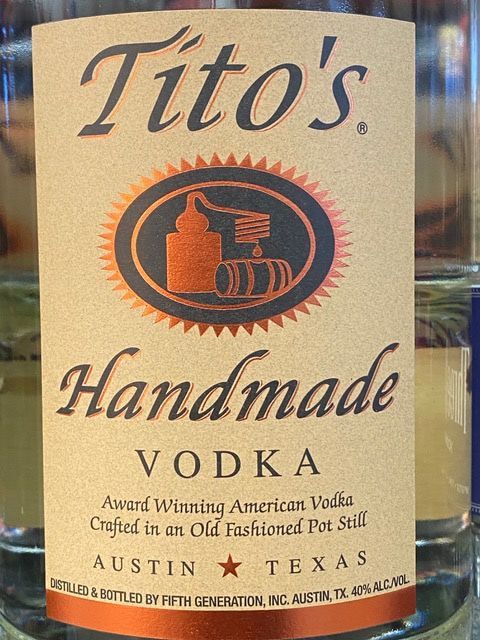 Tito's®
Handmade
VODKA
Award Winning American Vodka
Crafted in an Old Fashioned Pot Still
AUSTIN ★ TEXAS
DISTILLED & BOTTLED BY FIFTH GENERATION, INC. AUSTIN, TX. 40% ALC./VOL.